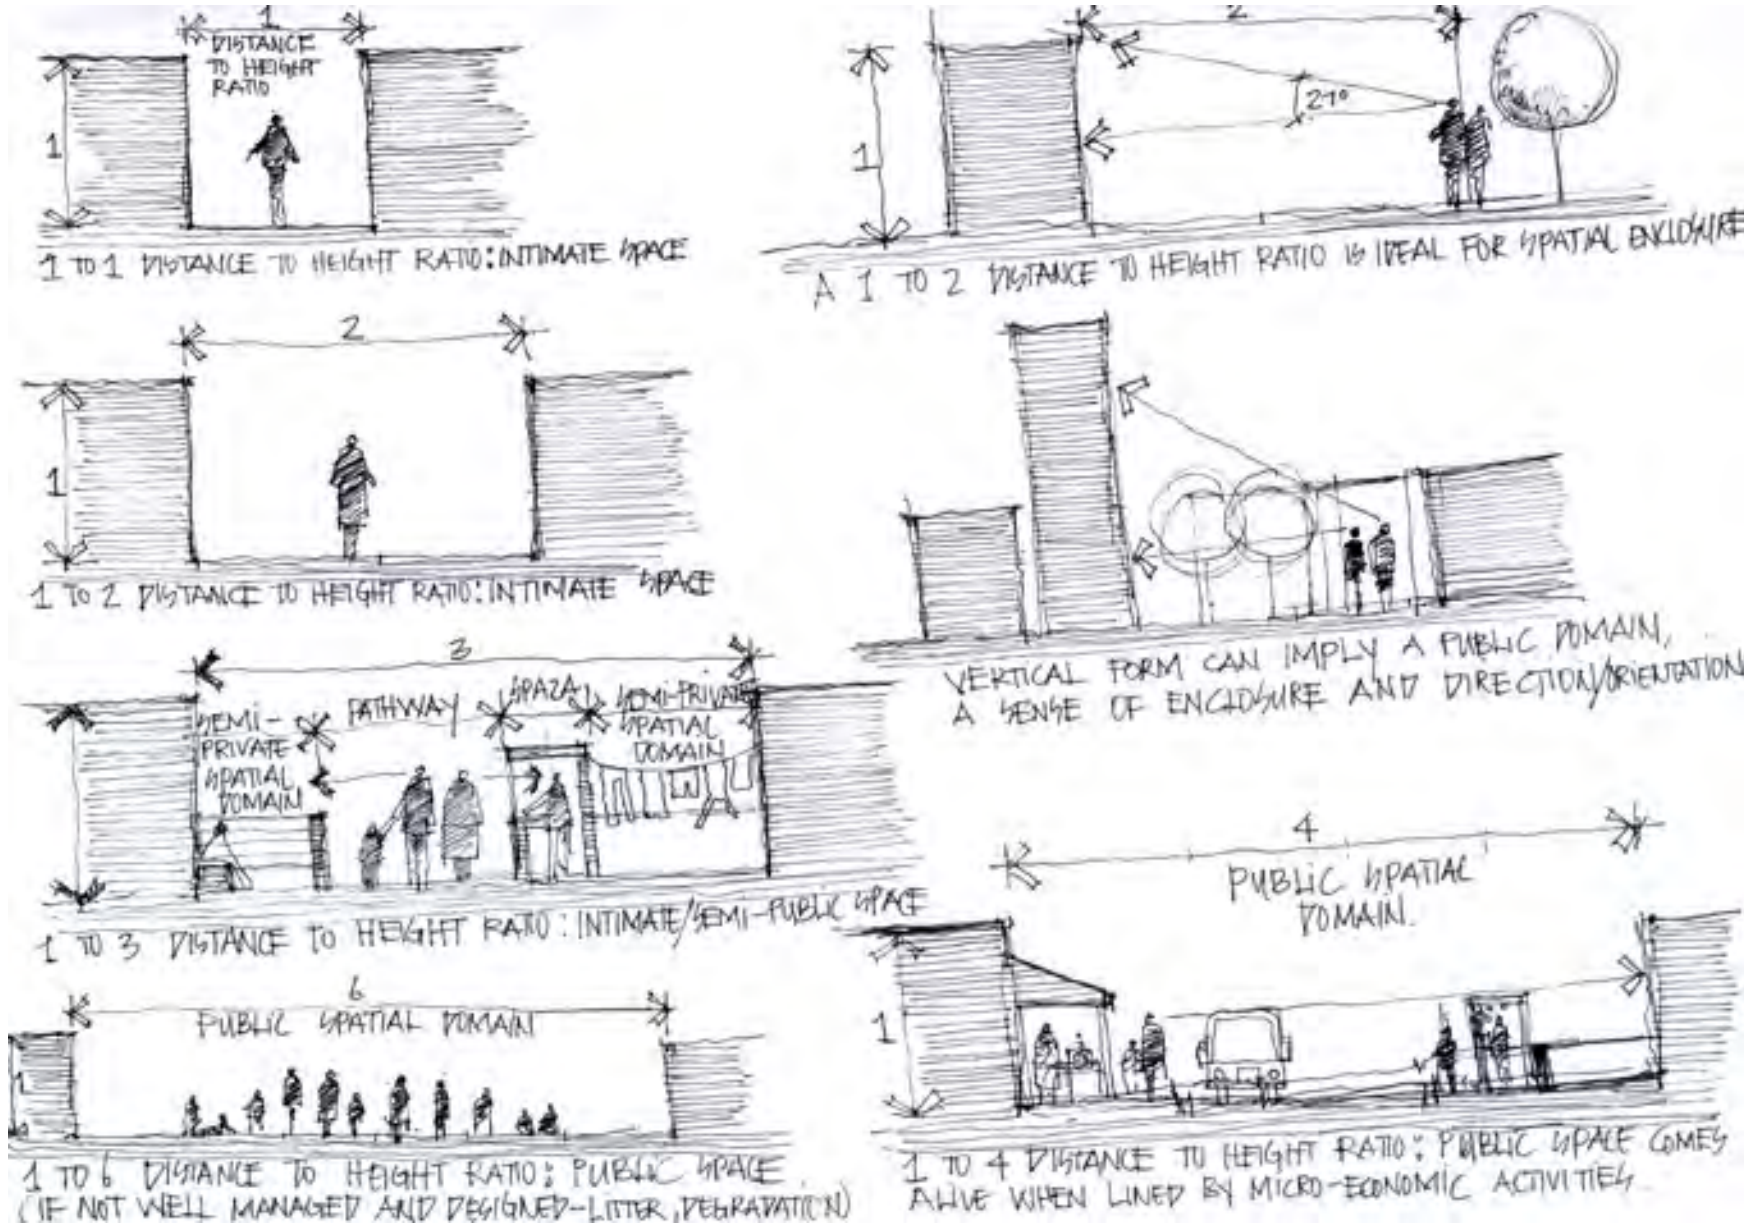 1
DISTANCE
TO HEIGHT
RATIO
1
1 TO 1 DISTANCE TO HEIGHT RATIO: INTIMATE SPACE
2
1
27°
A 1 TO 2 DISTANCE TO HEIGHT RATIO IS IDEAL FOR SPATIAL ENCLOSURE
2
1
1 TO 2 DISTANCE TO HEIGHT RATIO: INTIMATE SPACE
VERTICAL FORM CAN IMPLY A PUBLIC DOMAIN,
A SENSE OF ENCLOSURE AND DIRECTION/ORIENTATION
3
SEMI-
PRIVATE
SPATIAL
DOMAIN
PATHWAY
SPAZA
SEMI-PRIVATE
SPATIAL
DOMAIN
1 TO 3 DISTANCE TO HEIGHT RATIO: INTIMATE/SEMI-PUBLIC SPACE
4
PUBLIC SPATIAL
DOMAIN.
1
1 TO 4 DISTANCE TO HEIGHT RATIO: PUBLIC SPACE COMES
ALIVE WHEN LINED BY MICRO-ECONOMIC ACTIVITIES.
6
PUBLIC SPATIAL DOMAIN
1
1 TO 6 DISTANCE TO HEIGHT RATIO: PUBLIC SPACE
(IF NOT WELL MANAGED AND DESIGNED-LITTER, DEGRADATION)